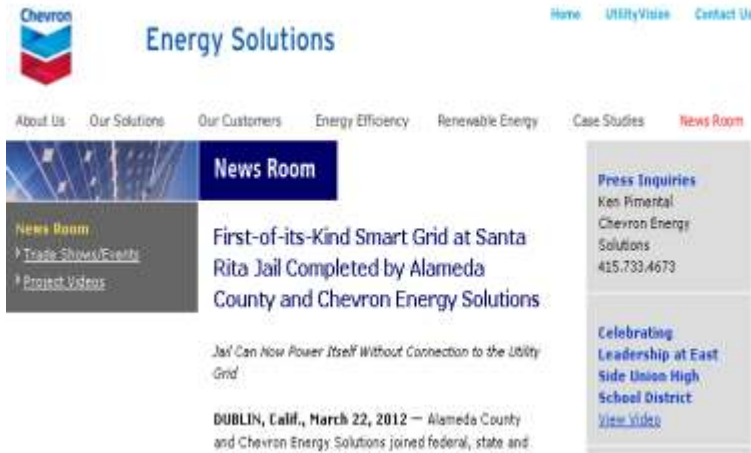 Chevron
Energy Solutions
Home UtilityVision Contact Us
About Us Our Solutions Our Customers Energy Efficiency Renewable Energy Case Studies News Room
News Room
News Room
Trade Shows/Events
Project Videos
First-of-its-Kind Smart Grid at Santa
Rita Jail Completed by Alameda
County and Chevron Energy Solutions
Jail Can Now Power Itself Without Connection to the Utility
Grid
DUBLIN, Calif., March 22, 2012 — Alameda County
and Chevron Energy Solutions joined federal, state and
Press Inquiries
Ken Pimental
Chevron Energy
Solutions
415.733.4673
Celebrating
Leadership at East
Side Union High
School District
View Video